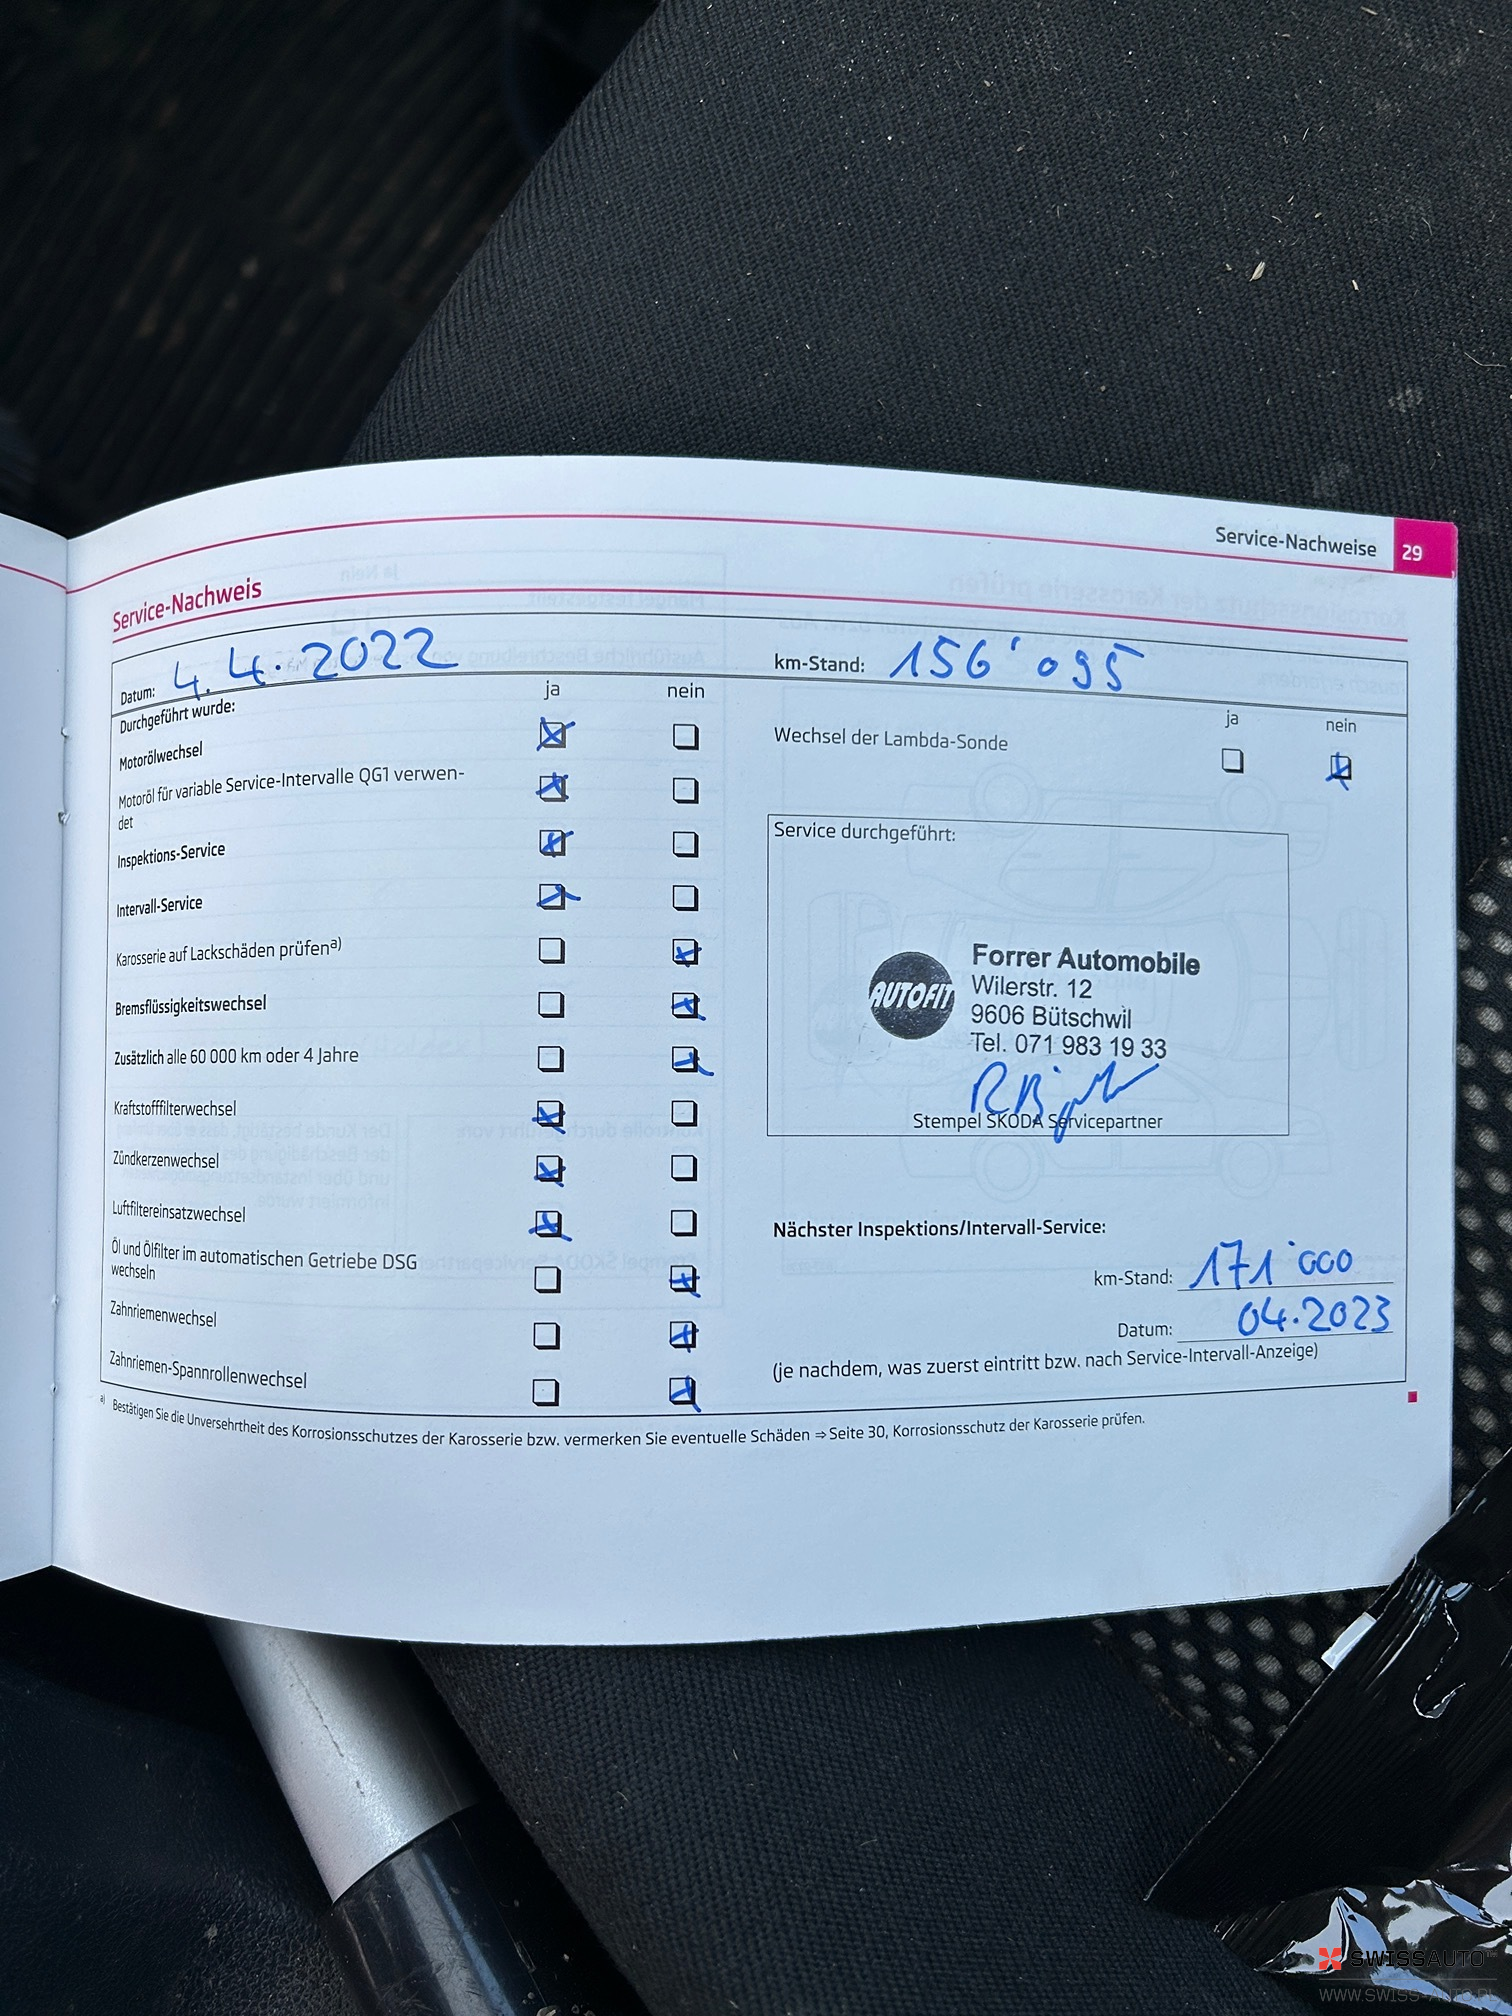 Service-Nachweise 29
Service-Nachweis
Datum: 4.4.2022
km-Stand: 156'095
Durchgeführt wurde: ja nein
Motorölwechsel
Motoröl für variable Service-Intervalle QG1 verwen-
det
Inspektions-Service
Intervall-Service
Karosserie auf Lackschäden prüfena)
Bremsflüssigkeitswechsel
Zusätzlich alle 60 000 km oder 4 Jahre
Kraftstofffilterwechsel
Zündkerzenwechsel
Luftfiltereinsatzwechsel
Öl und Ölfilter im automatischen Getriebe DSG
wechseln
Zahnriemenwechsel
Zahnriemen-Spannrollenwechsel
ja nein
Wechsel der Lambda-Sonde
Service durchgeführt:
AUTOFIT
Forrer Automobile
Wilerstr. 12
9606 Bütschwil
Tel. 071 983 19 33
Stempel ŠKODA Servicepartner
Nächster Inspektions/Intervall-Service:
km-Stand: 171'000
Datum: 04.2023
(je nachdem, was zuerst eintritt bzw. nach Service-Intervall-Anzeige)
a) Bestätigen Sie die Unversehrtheit des Korrosionsschutzes der Karosserie bzw. vermerken Sie eventuelle Schäden ⇒ Seite 30, Korrosionsschutz der Karosserie prüfen.
SWISSAUTO